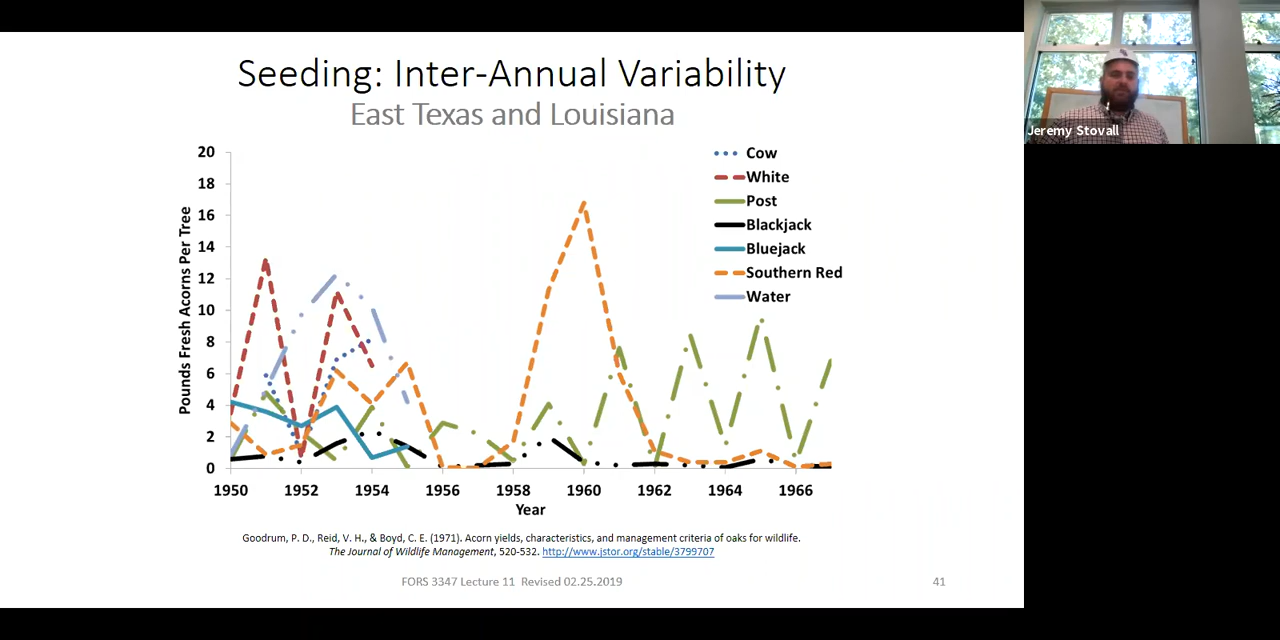 Seeding: Inter-Annual Variability
East Texas and Louisiana
Jeremy Stovall
20
18
16
14
12
10
8
6
4
2
0
Pounds Fresh Acorns Per Tree
Cow
White
Post
Blackjack
Bluejack
Southern Red
Water
1950 1952 1954 1956 1958 1960 1962 1964 1966
Year
Goodrum, P. D., Reid, V. H., & Boyd, C. E. (1971). Acorn yields, characteristics, and management criteria of oaks for wildlife.
The Journal of Wildlife Management, 520-532. http://www.jstor.org/stable/3799707
FORS 3347 Lecture 11 Revised 02.25.2019
41